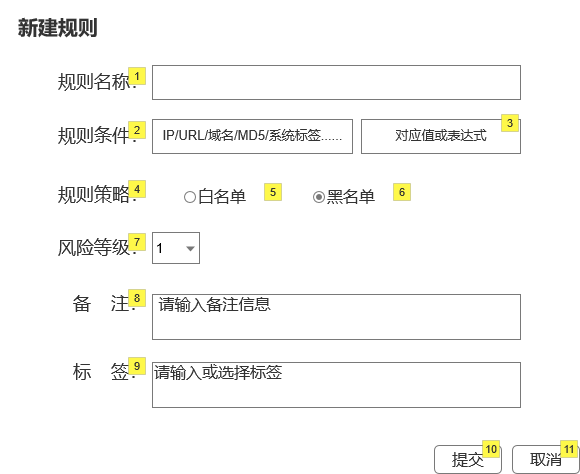 新建规则
规则名称： 1
规则条件： 2 IP/URL/域名/MD5/系统标签...... 对应值或表达式 3
规则策略： 4 白名单 5 黑名单 6
风险等级： 7 1
备 注： 8 请输入备注信息
标 签： 9 请输入或选择标签
提交 10 取消 11